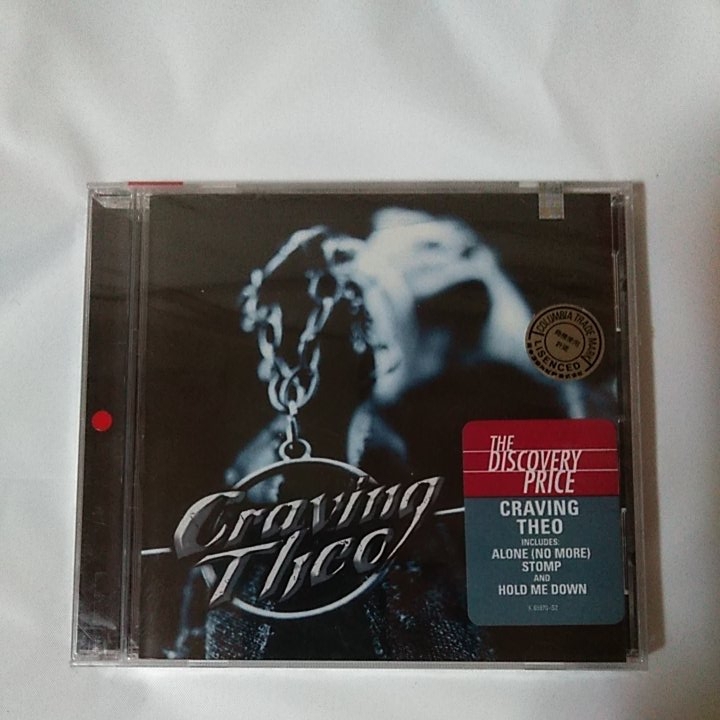 COLUMBIA TRADE MARK
LISENCED
THE
DISCOVERY
PRICE
CRAVING
THEO
INCLUDES:
ALONE (NO MORE)
STOMP
AND
HOLD ME DOWN
Craving
Theo